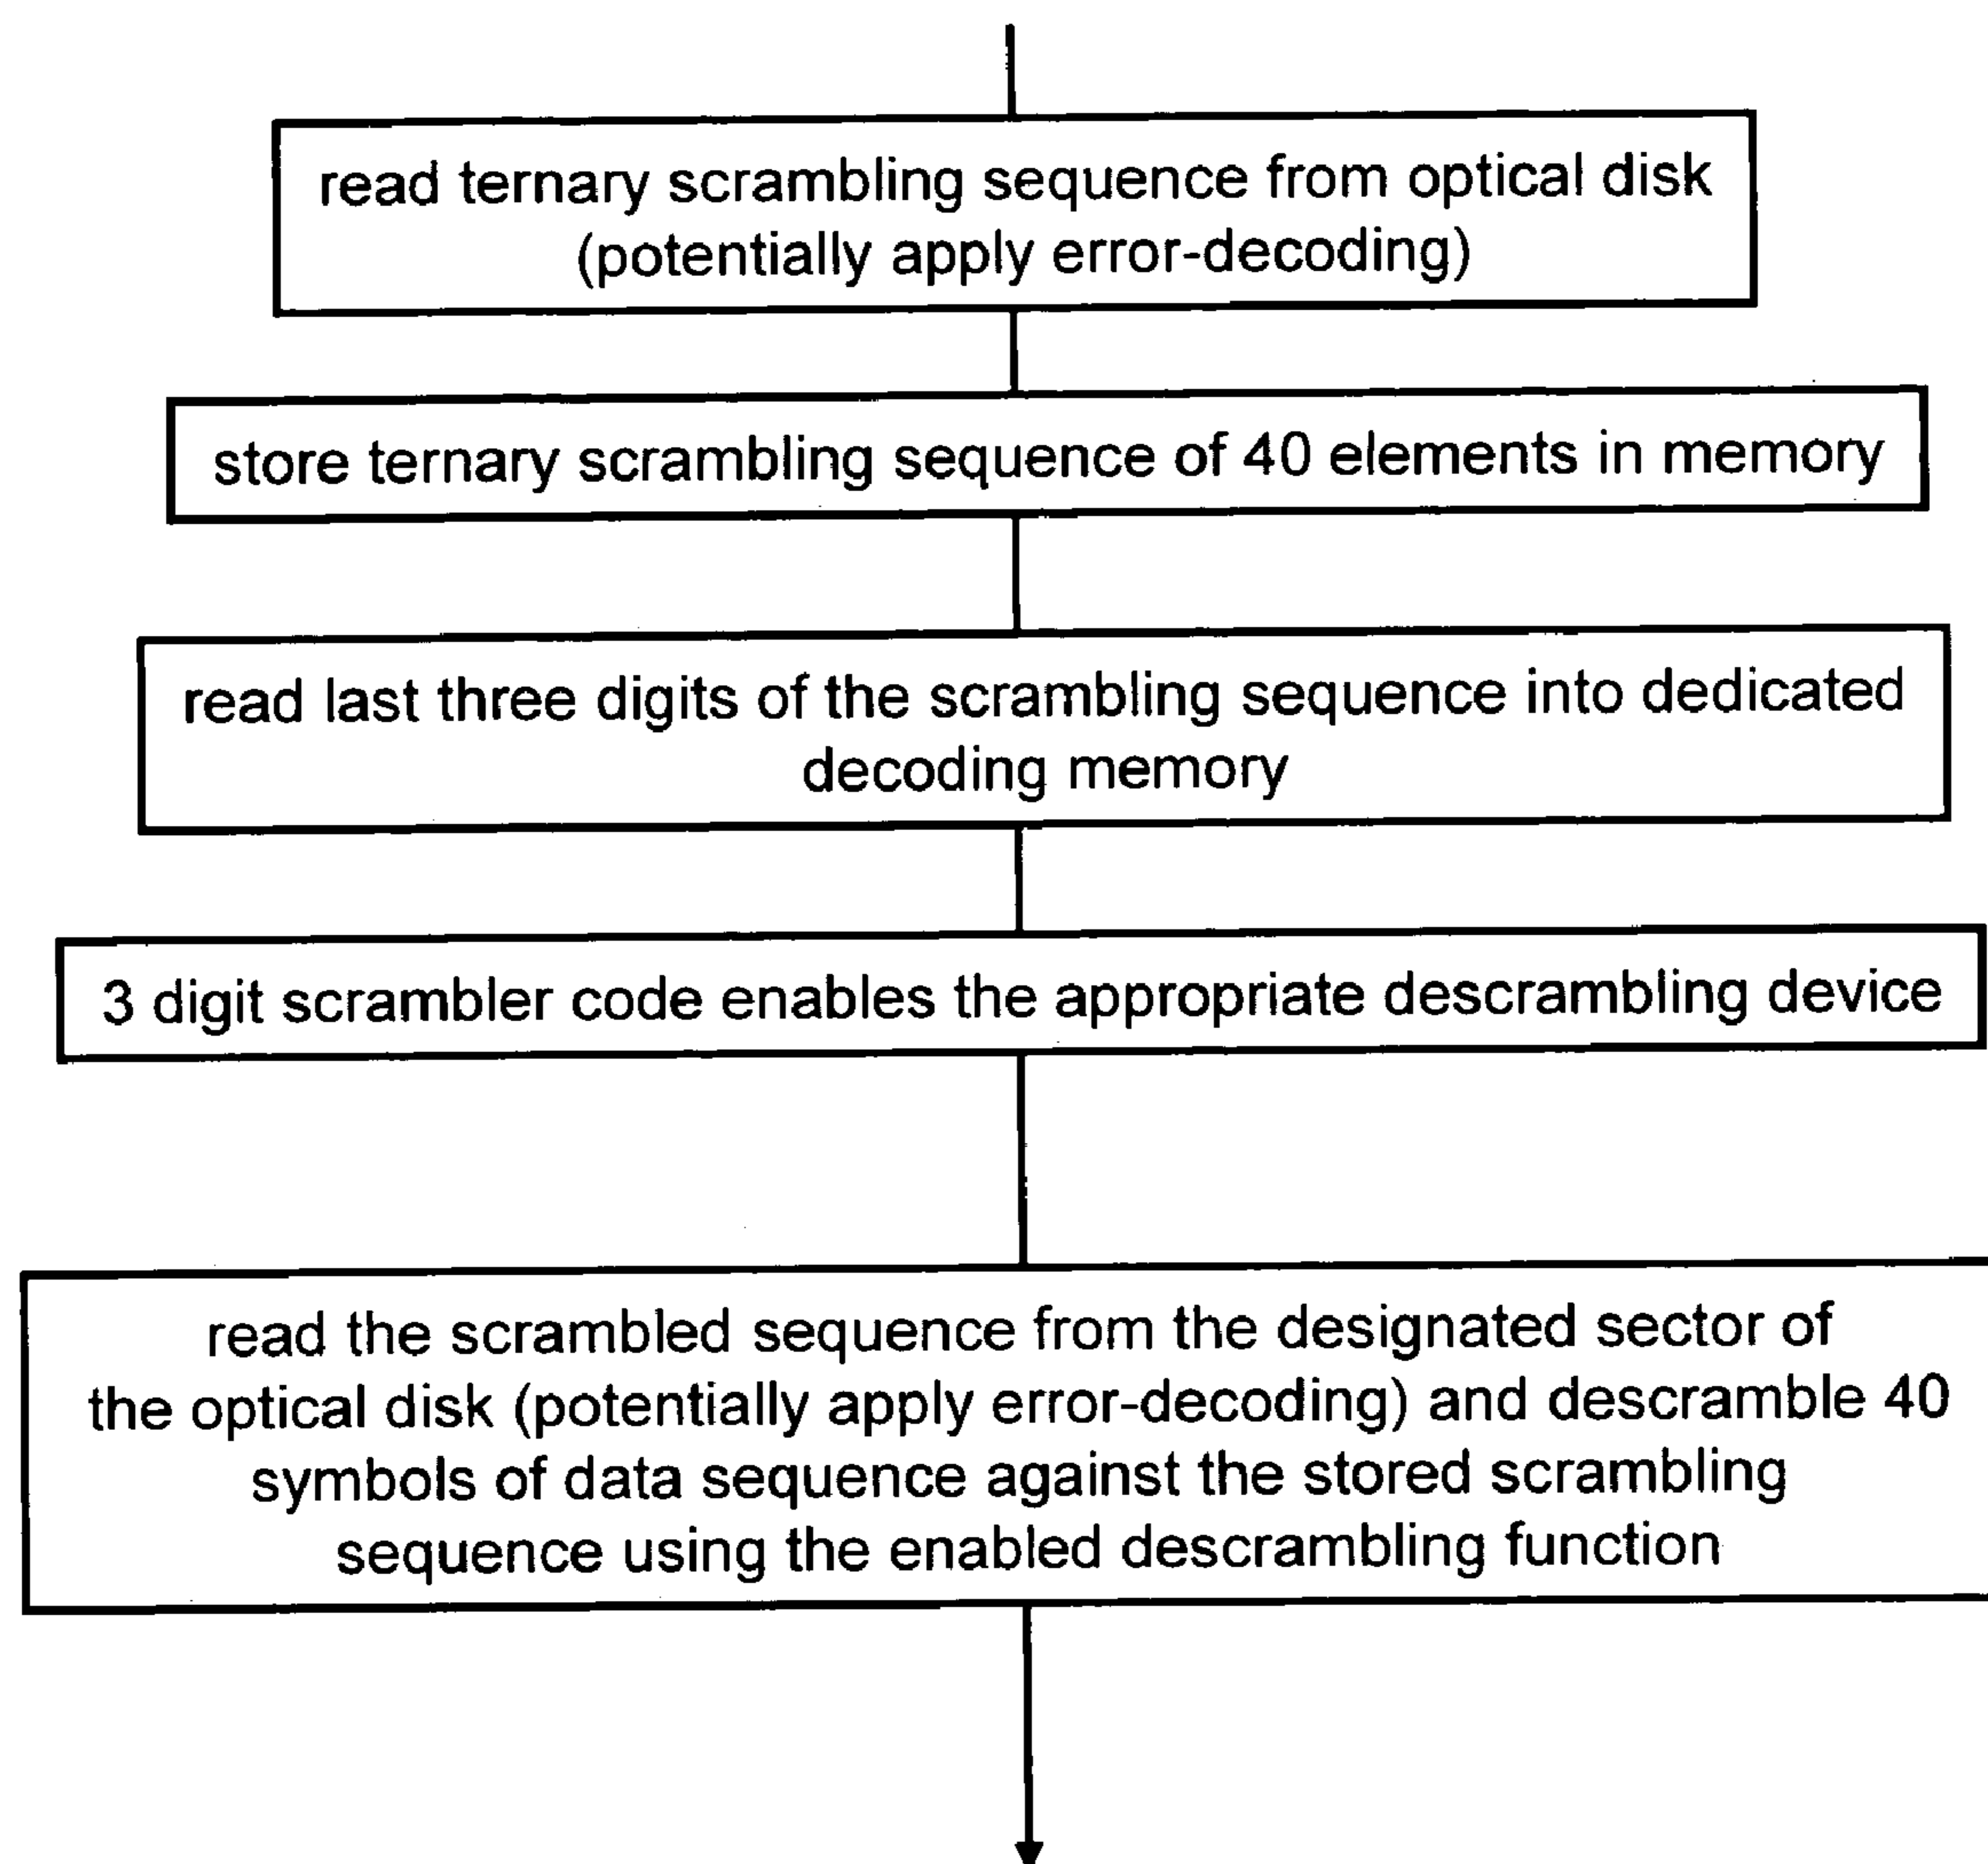 read ternary scrambling sequence from optical disk
(potentially apply error-decoding)
store ternary scrambling sequence of 40 elements in memory
read last three digits of the scrambling sequence into dedicated
decoding memory
3 digit scrambler code enables the appropriate descrambling device
read the scrambled sequence from the designated sector of
the optical disk (potentially apply error-decoding) and descramble 40
symbols of data sequence against the stored scrambling
sequence using the enabled descrambling function